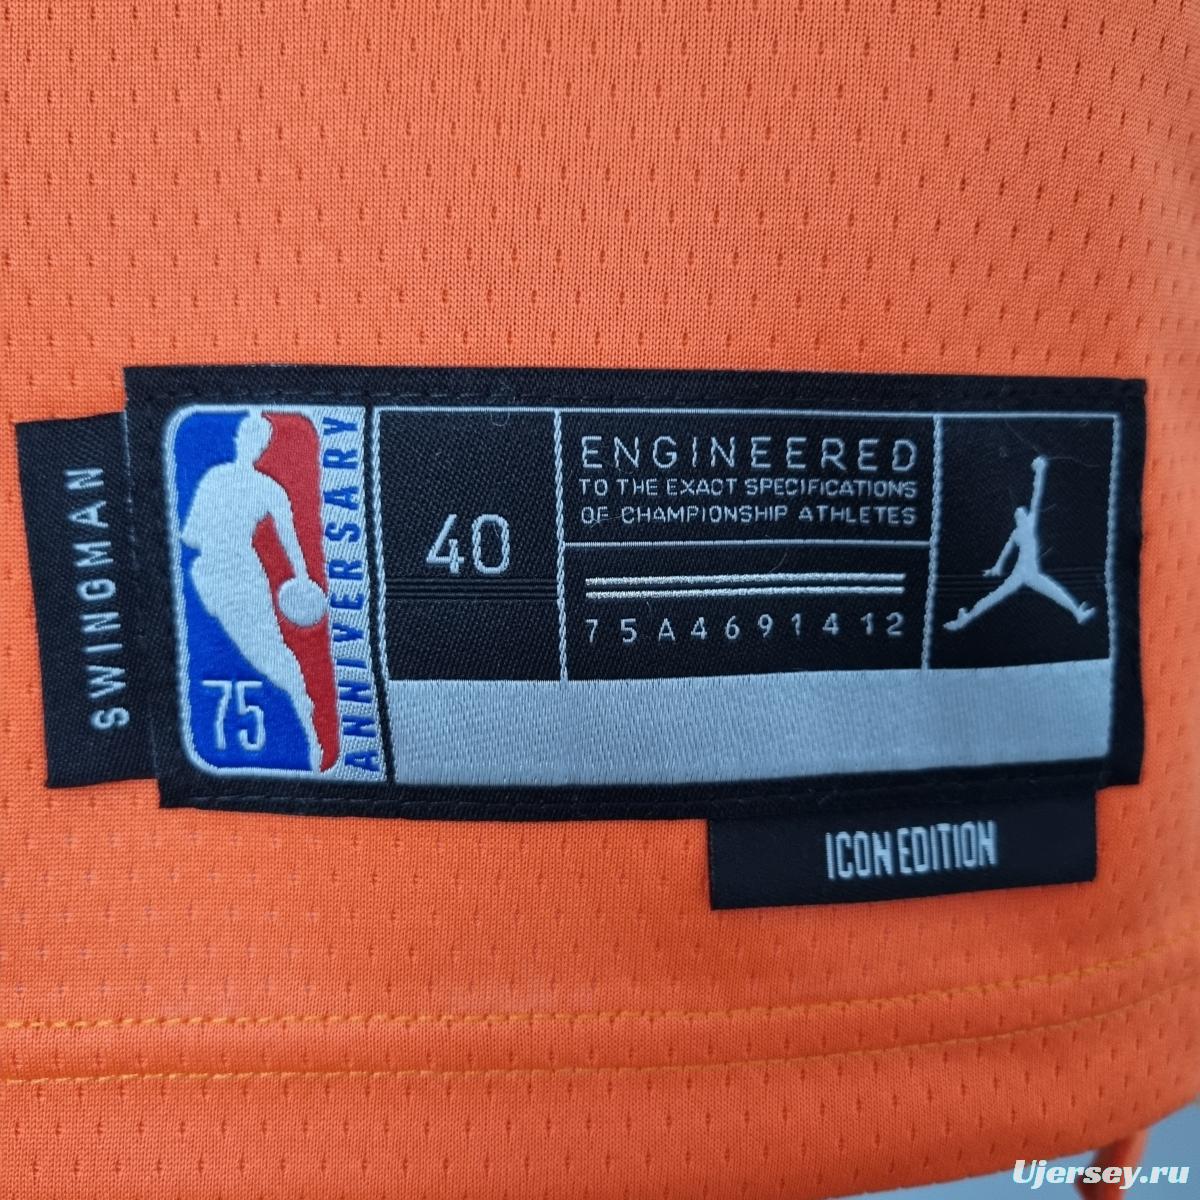 SWINGMAN
75
ANNIVERSARY
40
ENGINEERED
TO THE EXACT SPECIFICATIONS
OF CHAMPIONSHIP ATHLETES
75A4691412
ICON EDITION
Ujersey.ru